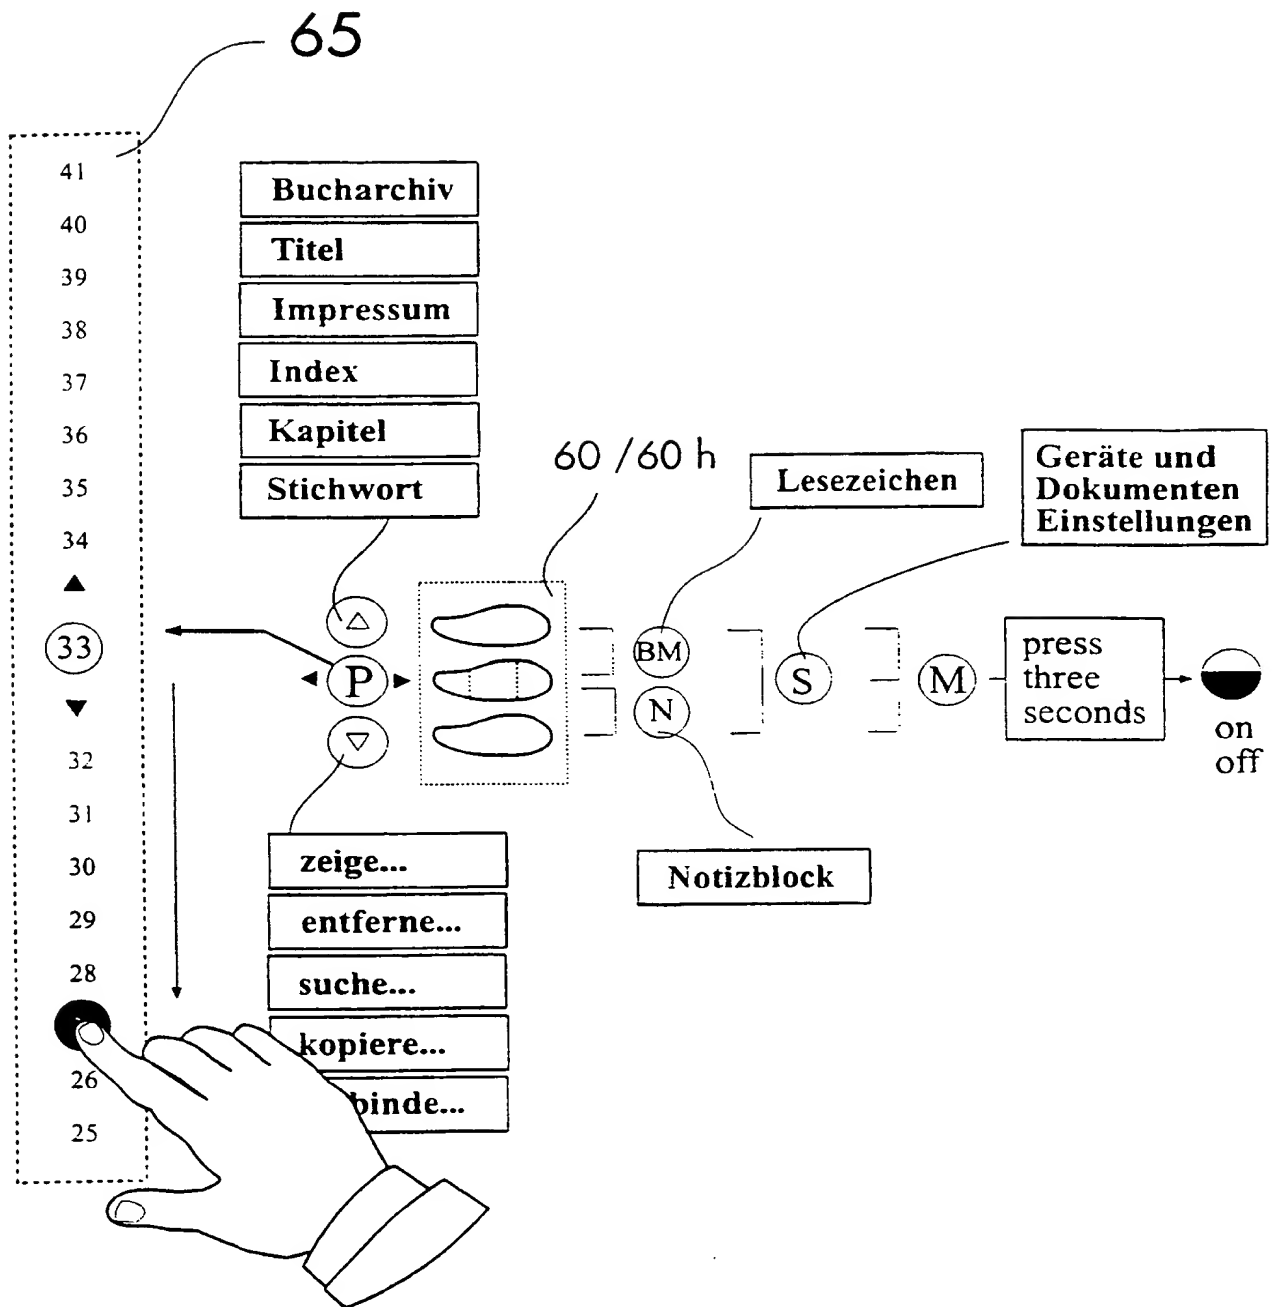 65
41
40
39
38
37
36
35
34
33
32
31
30
29
28
26
25
Bucharchiv
Titel
Impressum
Index
Kapitel
Stichwort
60 / 60 h
Lesezeichen
Geräte und
Dokumenten
Einstellungen
P
BM
N
S
M
press
three
seconds
on
off
zeige...
entferne...
suche...
kopiere...
binde...
Notizblock